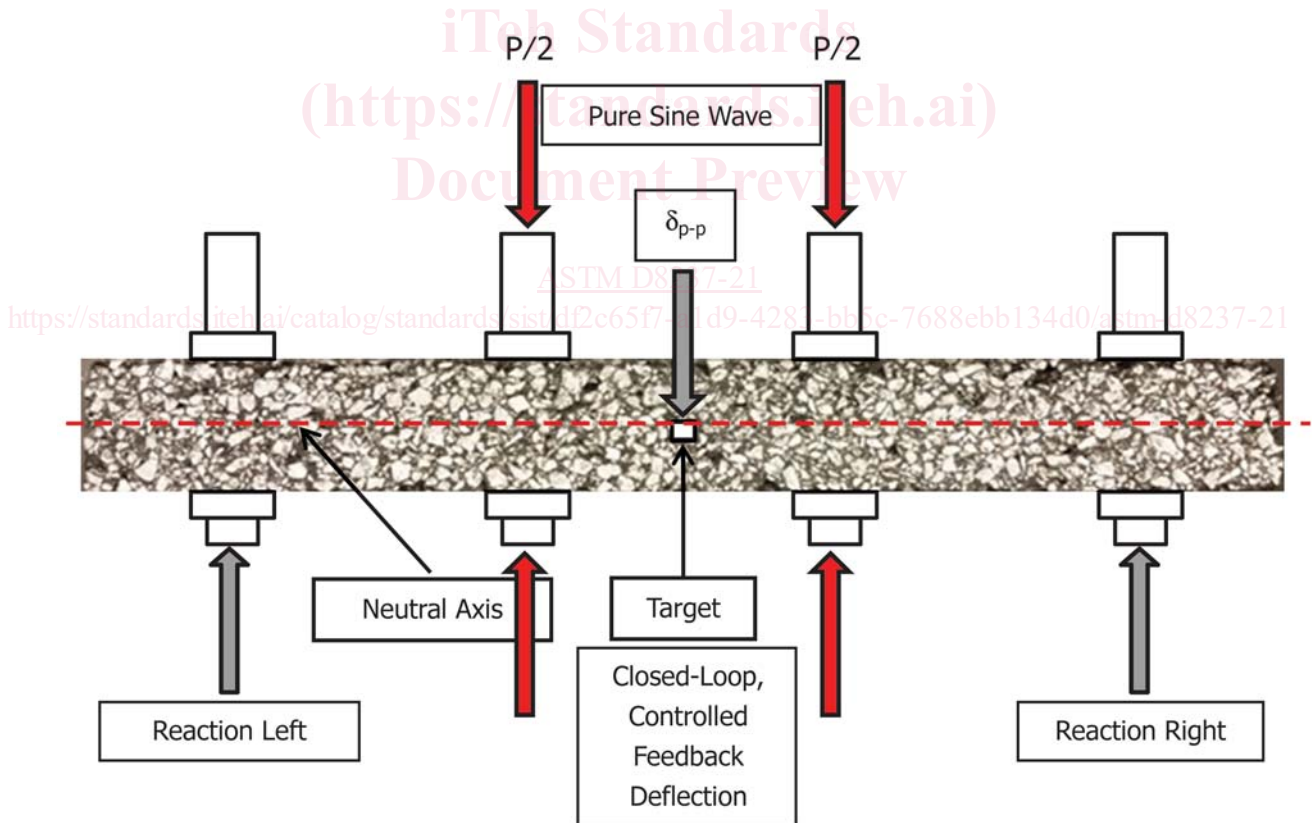 iTeh Standards
P/2
P/2
(https://standards.iteh.ai)
Pure Sine Wave
Document Preview
δp-p
ASTM D8237-21
https://standards.iteh.ai/catalog/standards/sist/df2c65f7-a1d9-4283-bb5c-7688ebb134d0/astm-d8237-21
Neutral Axis
Target
Closed-Loop,
Controlled
Feedback
Deflection
Reaction Left
Reaction Right